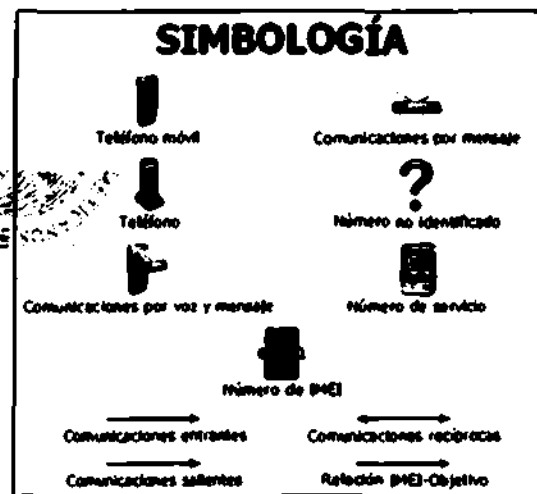 SIMBOLOGÍA
Teléfono móvil
Comunicaciones por mensaje
Teléfono
Número no identificado
Comunicaciones por voz y mensaje
Número de servicio
Número de IMEI
Comunicaciones entrantes
Comunicaciones recíprocas
Comunicaciones salientes
Relación IMEI-Objetivo